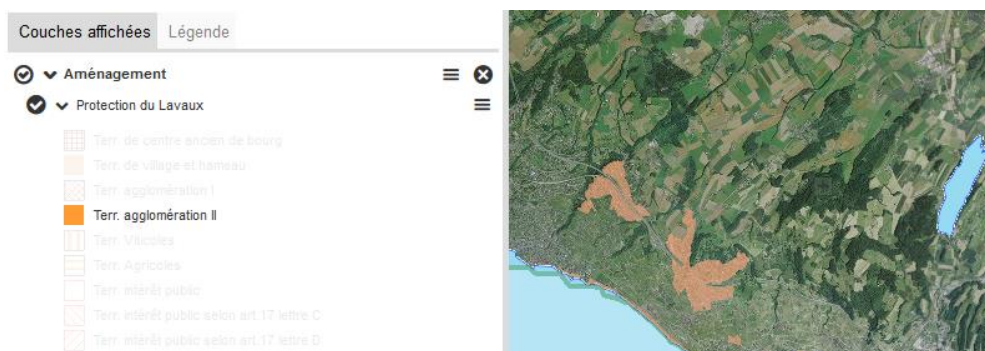 Couches affichées Légende
Aménagement
Protection du Lavaux
Terr. de centre ancien de bourg
Terr. de village et hameau
Terr. agglomération I
Terr. agglomération II
Terr. Viticoles
Terr. Agricoles
Terr. intérêt public
Terr. intérêt public selon art.17 lettre C
Terr. intérêt public selon art.17 lettre D